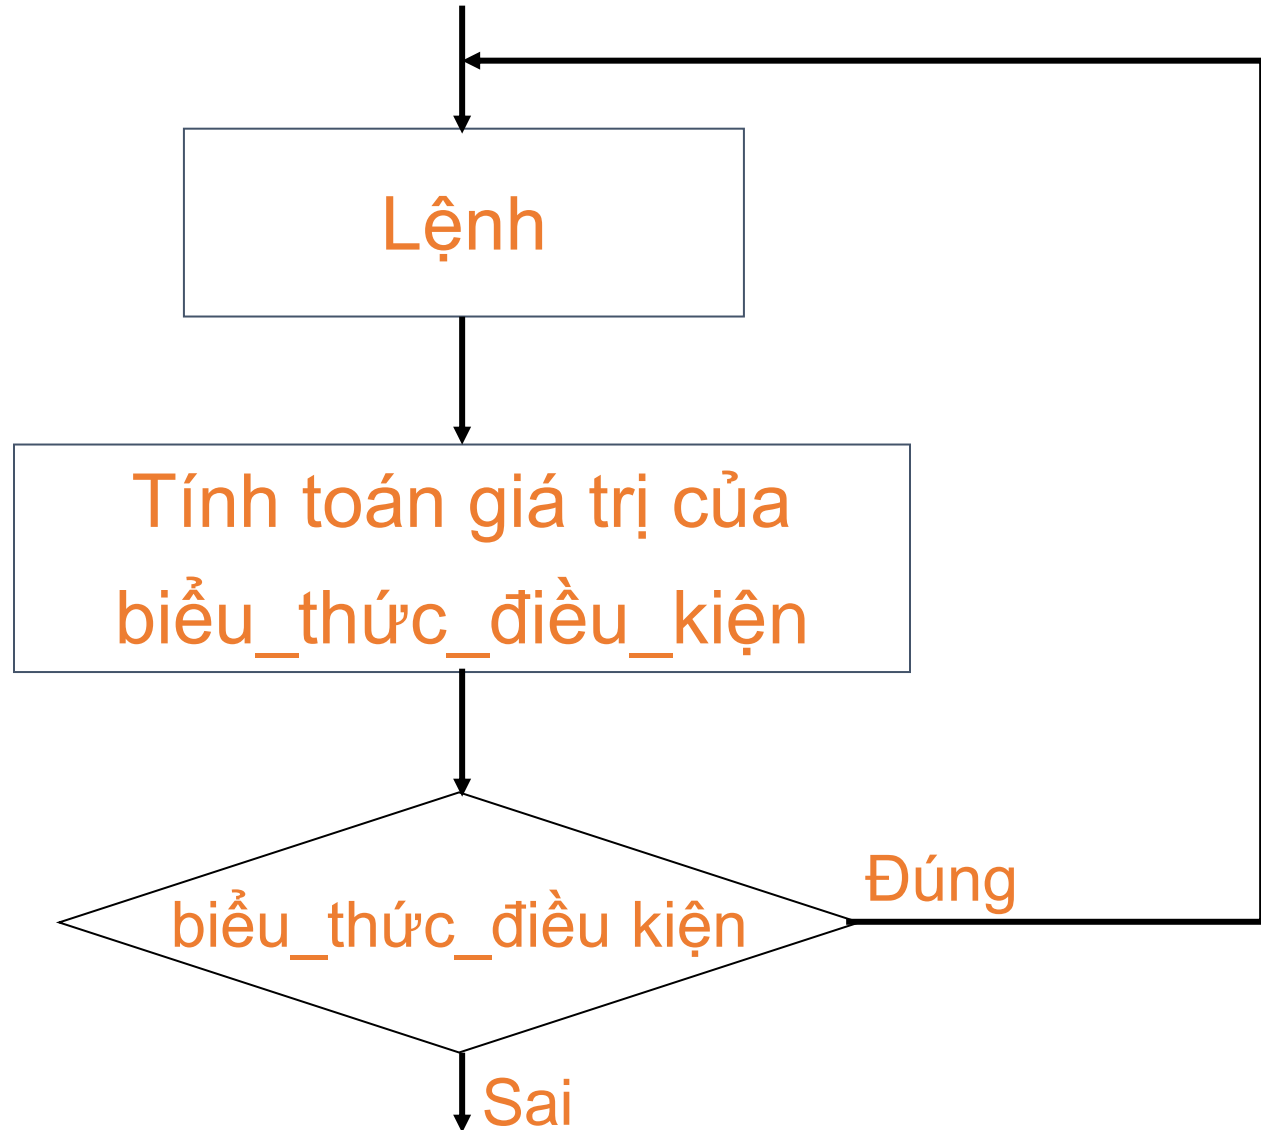 Lệnh
Tính toán giá trị của
biểu_thức_điều_kiện
Đúng
biểu_thức_điều kiện
Sai